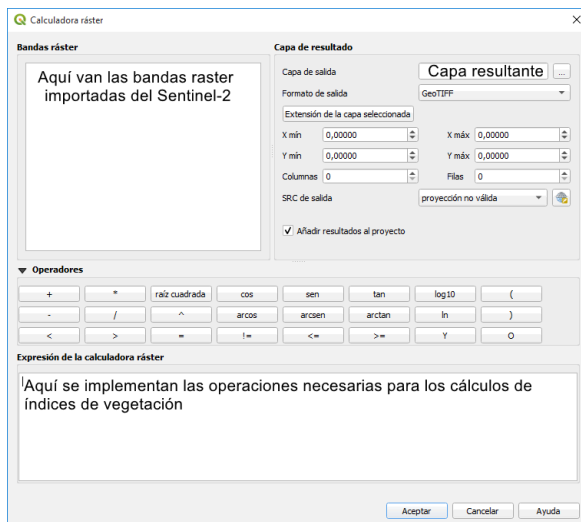 Calculadora ráster
Bandas ráster
Aquí van las bandas raster
importadas del Sentinel-2
Capa de resultado
Capa de salida
Capa resultante
...
Formato de salida
GeoTIFF
Extensión de la capa seleccionada
X mín 0,00000 X máx 0,00000
Y mín 0,00000 Y máx 0,00000
Columnas 0 Filas 0
SRC de salida proyección no válida
Añadir resultados al proyecto
Operadores
+ * raíz cuadrada cos sen tan log10 (
- / ^ arcos arcsen arctan ln )
< > = != <= >= Y O
Expresión de la calculadora ráster
Aquí se implementan las operaciones necesarias para los cálculos de
índices de vegetación
Aceptar Cancelar Ayuda